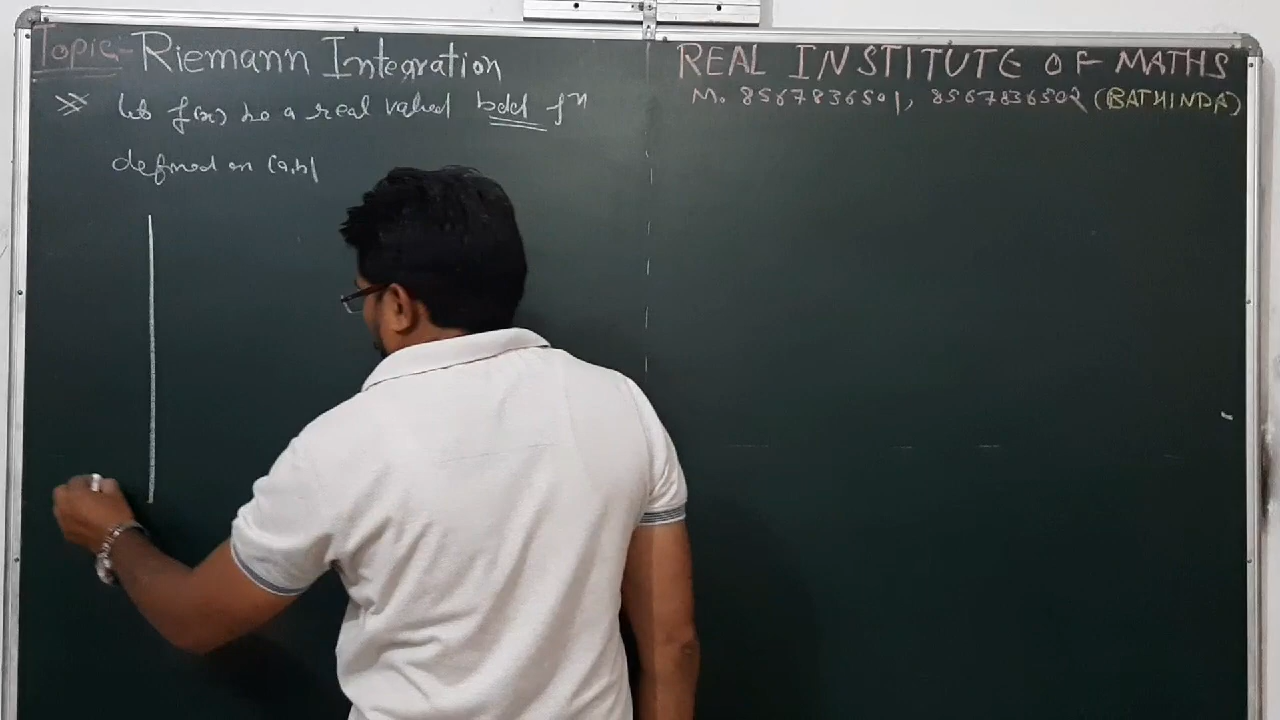 Topic:- Riemann Integration
Let f(x) be a real valued bdd fⁿ
defined on [a,b]
REAL INSTITUTE OF MATHS
M. 8567836501, 8567836502 (BATHINDA)